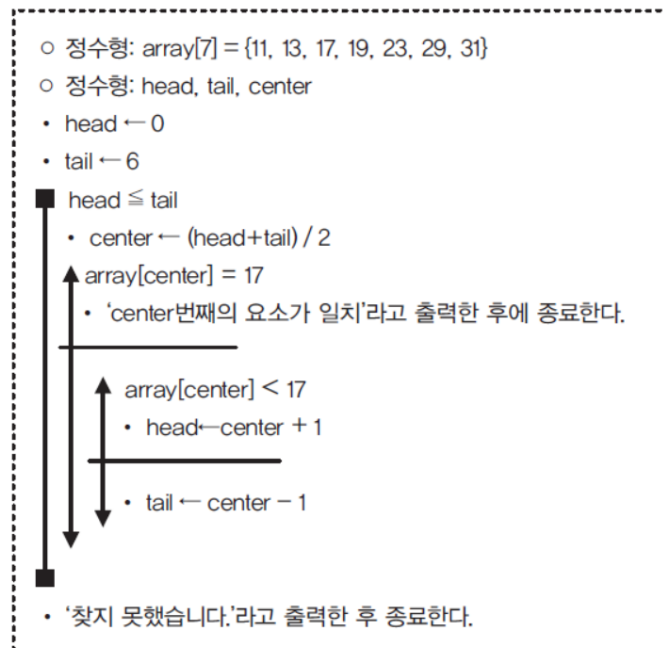 ○ 정수형: array[7] = {11, 13, 17, 19, 23, 29, 31}
○ 정수형: head, tail, center
• head ← 0
• tail ← 6
head ≦ tail
• center ← (head+tail) / 2
array[center] = 17
• ‘center번째의 요소가 일치’라고 출력한 후에 종료한다.
array[center] < 17
• head←center + 1
• tail ← center − 1
• ‘찾지 못했습니다.’라고 출력한 후 종료한다.